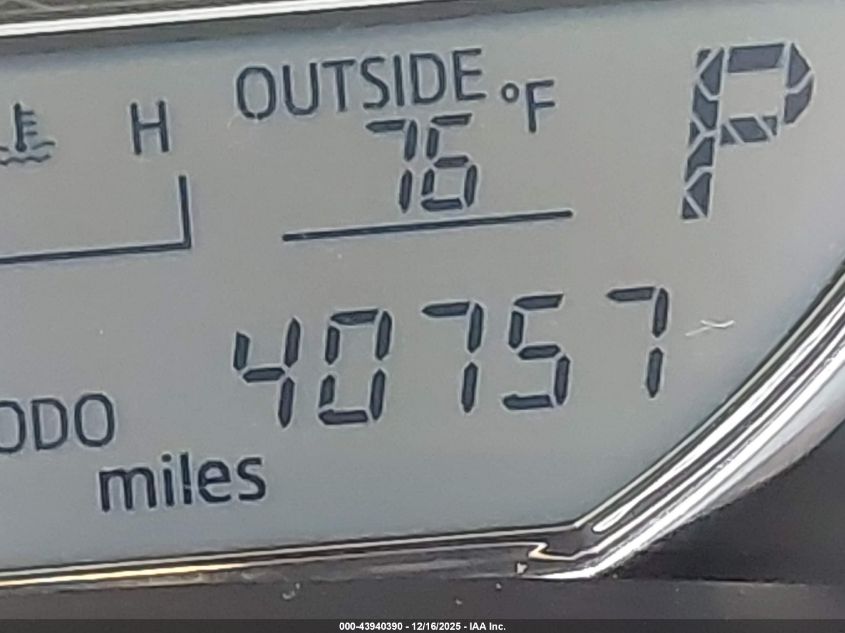 OUTSIDE °F
H
76
P
40757
ODO
miles
000-43940390 - 12/16/2025 - IAA Inc.